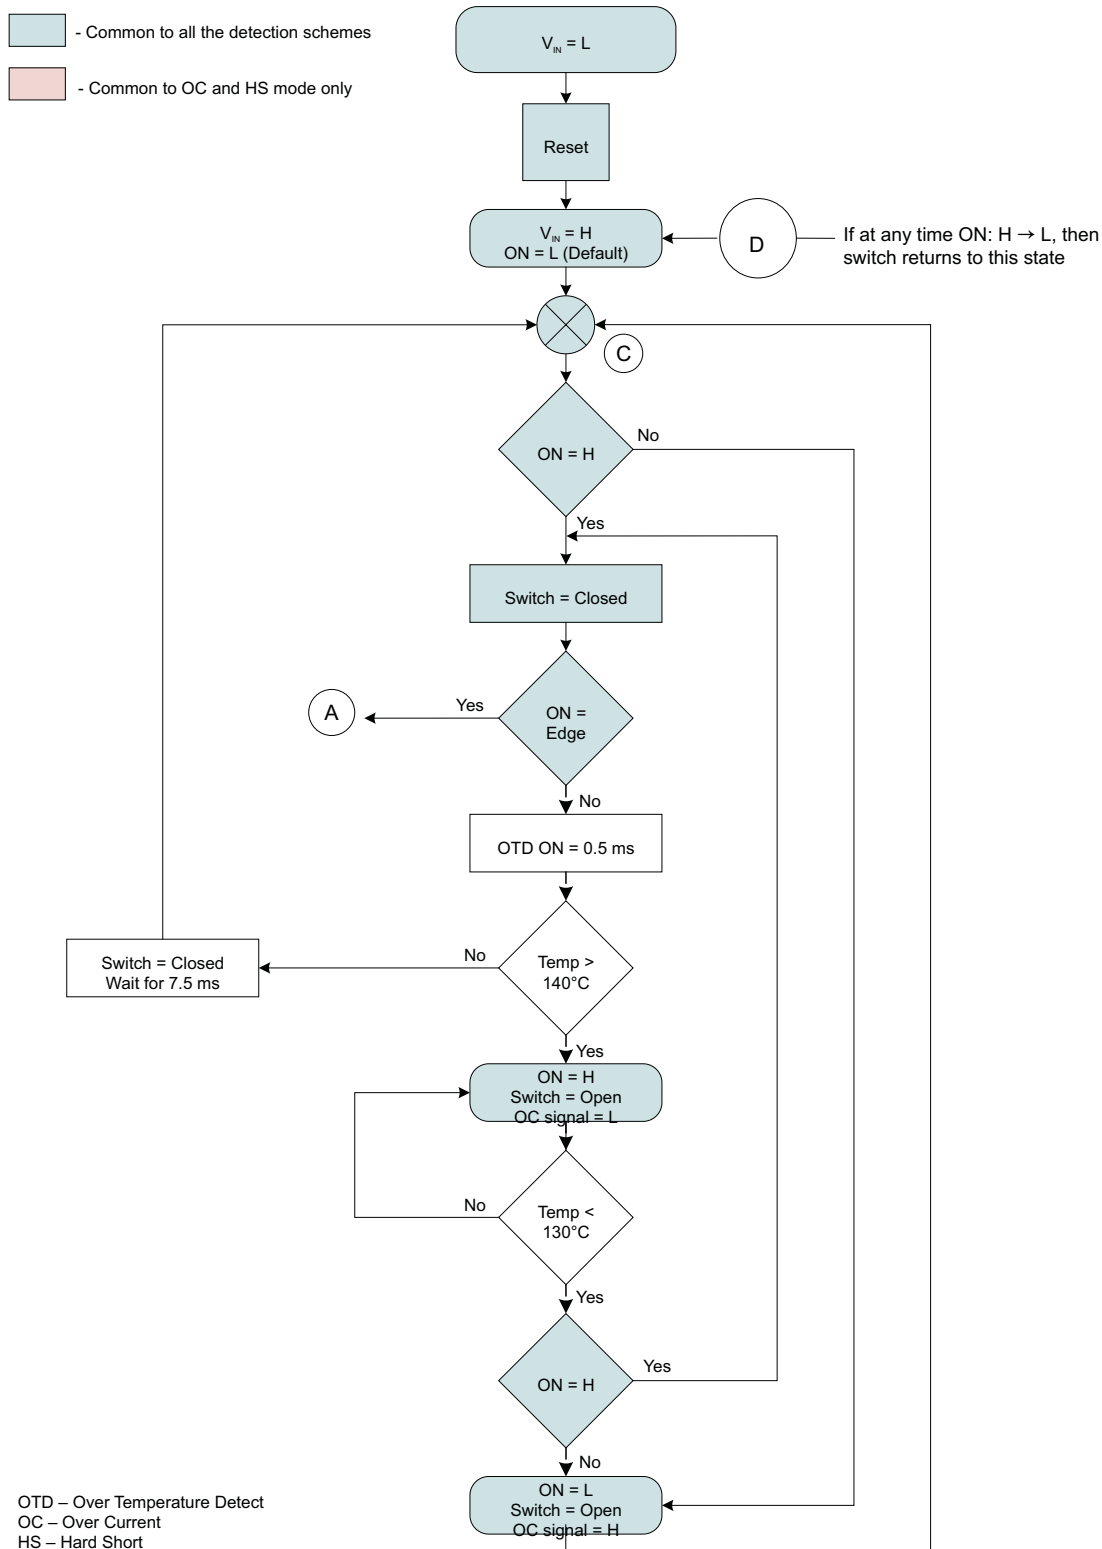 - Common to all the detection schemes
- Common to OC and HS mode only
VIN = L
Reset
VIN = H
ON = L (Default)
D
If at any time ON: H → L, then
switch returns to this state
C
ON = H
No
Yes
Switch = Closed
A
Yes
ON =
Edge
No
OTD ON = 0.5 ms
Switch = Closed
Wait for 7.5 ms
No
Temp >
140°C
Yes
ON = H
Switch = Open
OC signal = L
No
Temp <
130°C
Yes
ON = H
Yes
No
ON = L
Switch = Open
OC signal = H
OTD – Over Temperature Detect
OC – Over Current
HS – Hard Short